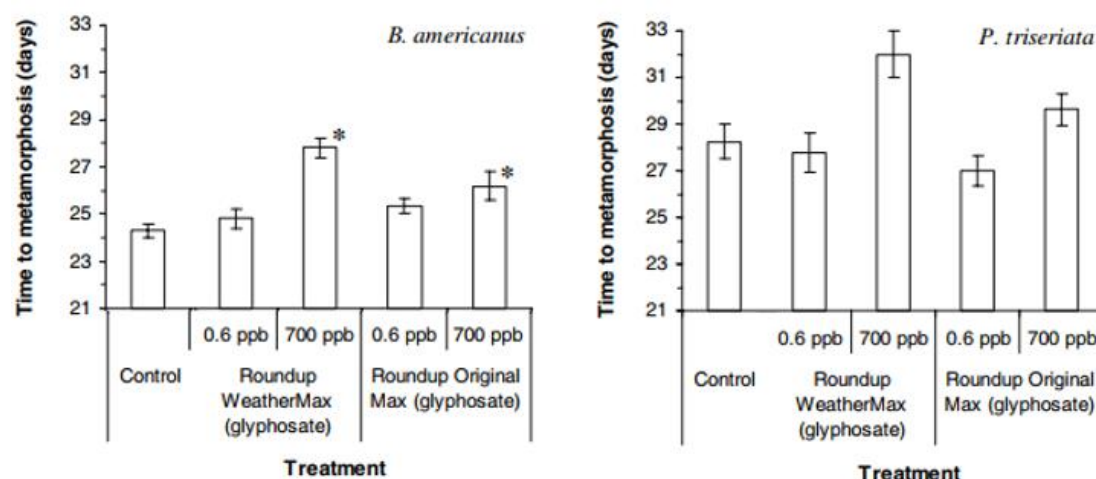 B. americanus
Time to metamorphosis (days)
33
31
29
27
25
23
21
*
*
0.6 ppb 700 ppb 0.6 ppb 700 ppb
Control Roundup WeatherMax (glyphosate) Roundup Original Max (glyphosate)
Treatment
P. triseriata
Time to metamorphosis (days)
33
31
29
27
25
23
21
0.6 ppb 700 ppb 0.6 ppb 700 ppb
Control Roundup WeatherMax (glyphosate) Roundup Original Max (glyphosate)
Treatment